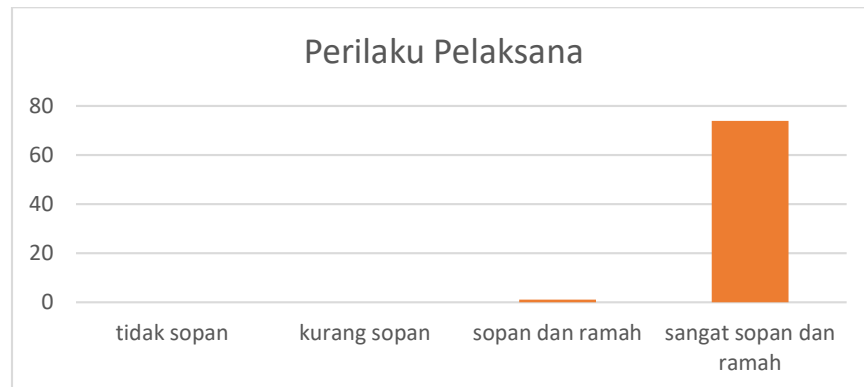 Perilaku Pelaksana
80
60
40
20
0
tidak sopan
kurang sopan
sopan dan ramah
sangat sopan dan
ramah